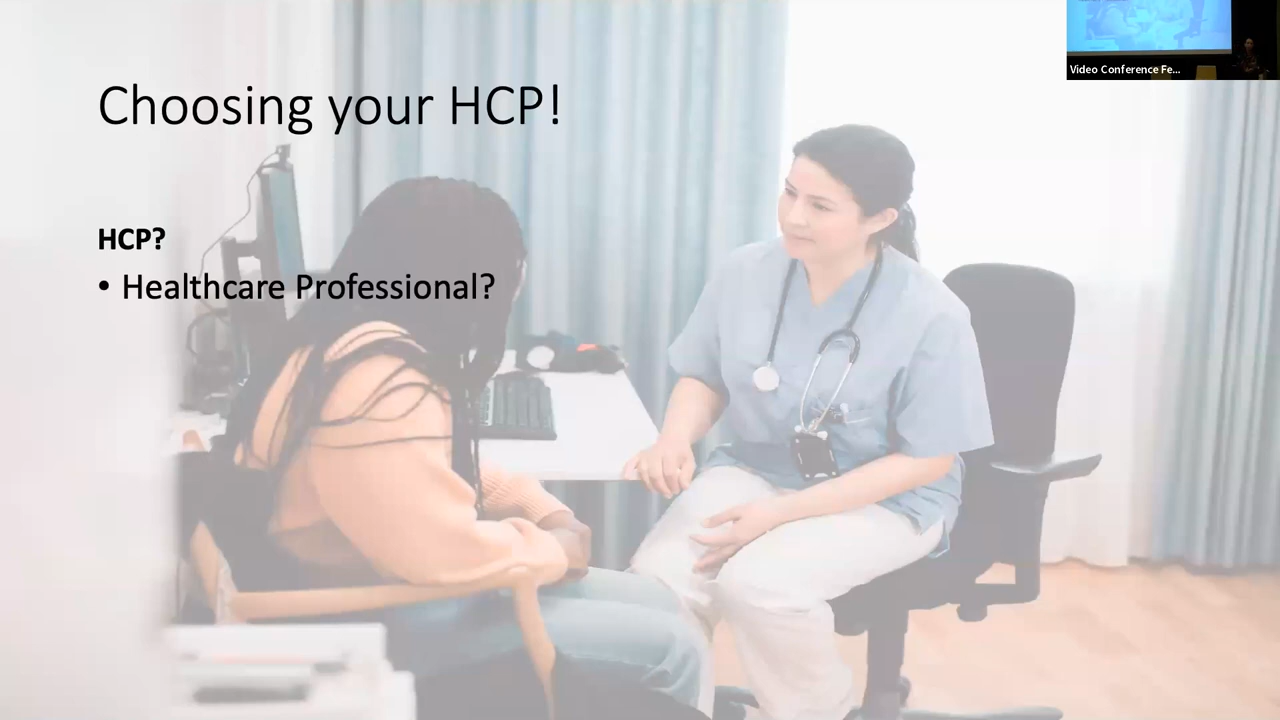 Video Conference Fe...
Choosing your HCP!
HCP?
• Healthcare Professional?